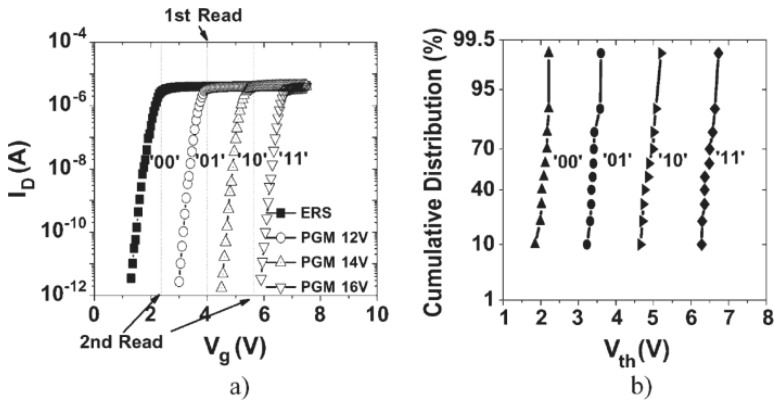 1st Read
10⁻⁴
10⁻⁶
10⁻⁸
10⁻¹⁰
10⁻¹²
I_D (A)
'00' '01' '10' '11'
ERS
PGM 12V
PGM 14V
PGM 16V
0 2 4 6 8 10
2nd Read
V_g (V)
a)
99.5
95
70
40
10
1
Cumulative Distribution (%)
'00' '01' '10' '11'
1 2 3 4 5 6 7 8
V_th (V)
b)